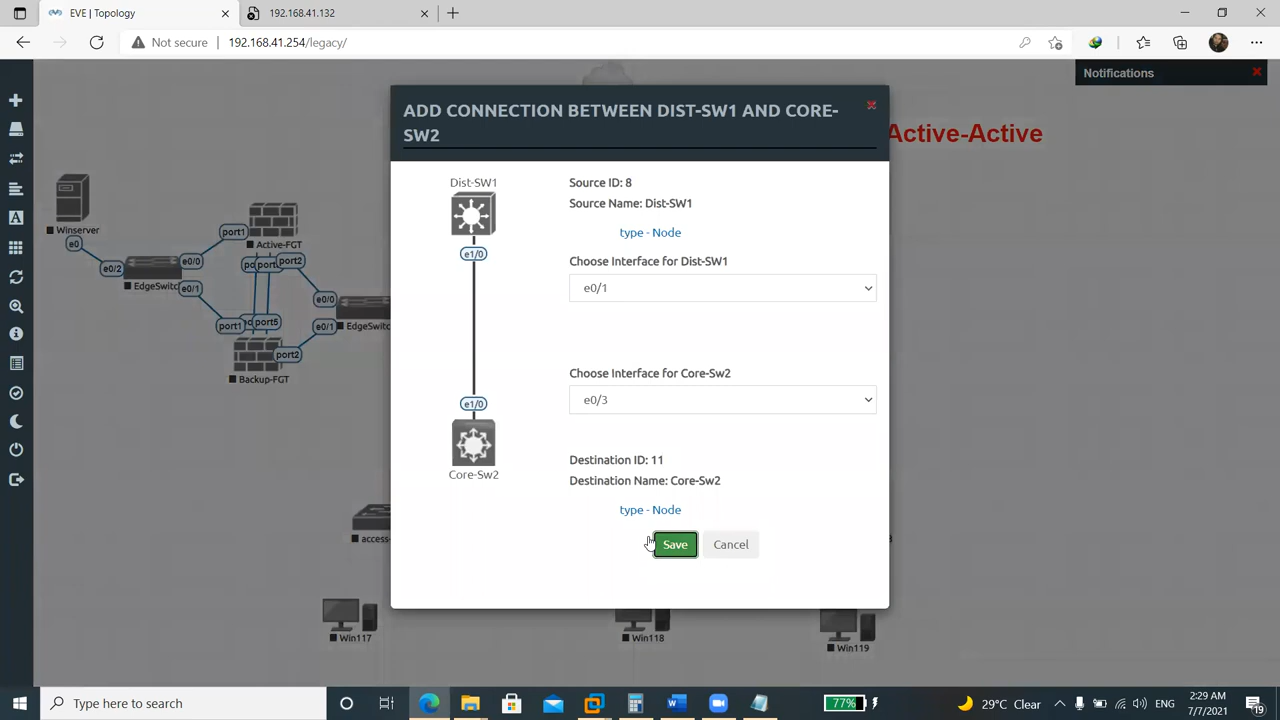 EVE | Topology
192.168.41.132
Not secure
192.168.41.254/legacy/
Notifications
ADD CONNECTION BETWEEN DIST-SW1 AND CORE-
SW2
Active-Active
Dist-SW1
e1/0
e1/0
Core-Sw2
Source ID: 8
Source Name: Dist-SW1
type - Node
Choose Interface for Dist-SW1
e0/1
Choose Interface for Core-Sw2
e0/3
Destination ID: 11
Destination Name: Core-Sw2
type - Node
Save
Cancel
Winserver
e0
e0/2
EdgeSwitc
e0/0
e0/1
port1
Active-FGT
port2
port1
port5
port2
Backup-FGT
e0/0
e0/1
EdgeSwitc
access-
Win117
Win118
Win119
Type here to search
77%
29°C Clear
ENG
2:29 AM
7/7/2021
19